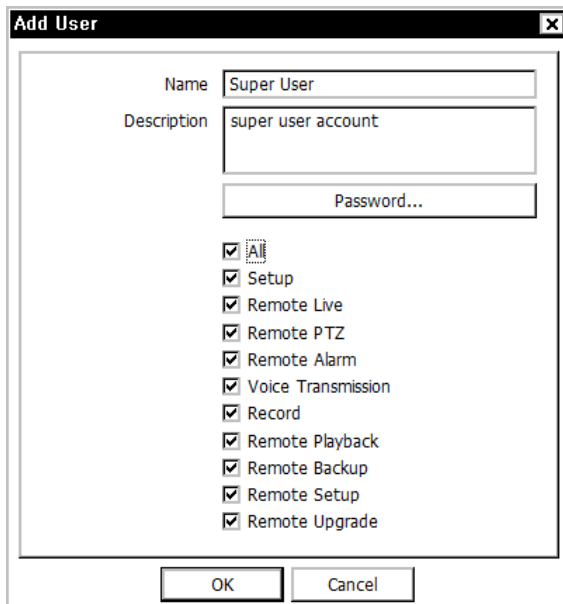 Add User
Name Super User
Description super user account
Password...
All
Setup
Remote Live
Remote PTZ
Remote Alarm
Voice Transmission
Record
Remote Playback
Remote Backup
Remote Setup
Remote Upgrade
OK Cancel